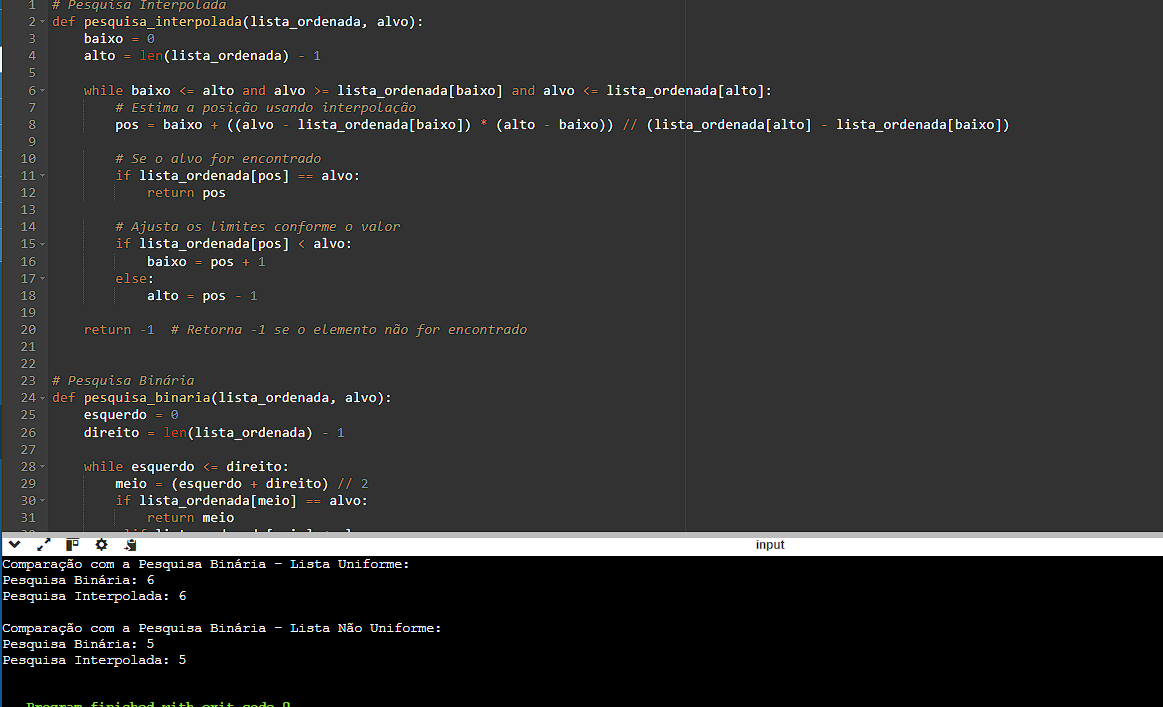 1 # Pesquisa Interpolada
2 def pesquisa_interpolada(lista_ordenada, alvo):
3 baixo = 0
4 alto = len(lista_ordenada) - 1
5
6 while baixo <= alto and alvo >= lista_ordenada[baixo] and alvo <= lista_ordenada[alto]:
7 # Estima a posição usando interpolação
8 pos = baixo + ((alvo - lista_ordenada[baixo]) * (alto - baixo)) // (lista_ordenada[alto] - lista_ordenada[baixo])
9
10 # Se o alvo for encontrado
11 if lista_ordenada[pos] == alvo:
12 return pos
13
14 # Ajusta os limites conforme o valor
15 if lista_ordenada[pos] < alvo:
16 baixo = pos + 1
17 else:
18 alto = pos - 1
19
20 return -1 # Retorna -1 se o elemento não for encontrado
21
22
23 # Pesquisa Binária
24 def pesquisa_binaria(lista_ordenada, alvo):
25 esquerdo = 0
26 direito = len(lista_ordenada) - 1
27
28 while esquerdo <= direito:
29 meio = (esquerdo + direito) // 2
30 if lista_ordenada[meio] == alvo:
31 return meio
input
Comparação com a Pesquisa Binária - Lista Uniforme:
Pesquisa Binária: 6
Pesquisa Interpolada: 6
Comparação com a Pesquisa Binária - Lista Não Uniforme:
Pesquisa Binária: 5
Pesquisa Interpolada: 5
Program finished with exit code 0